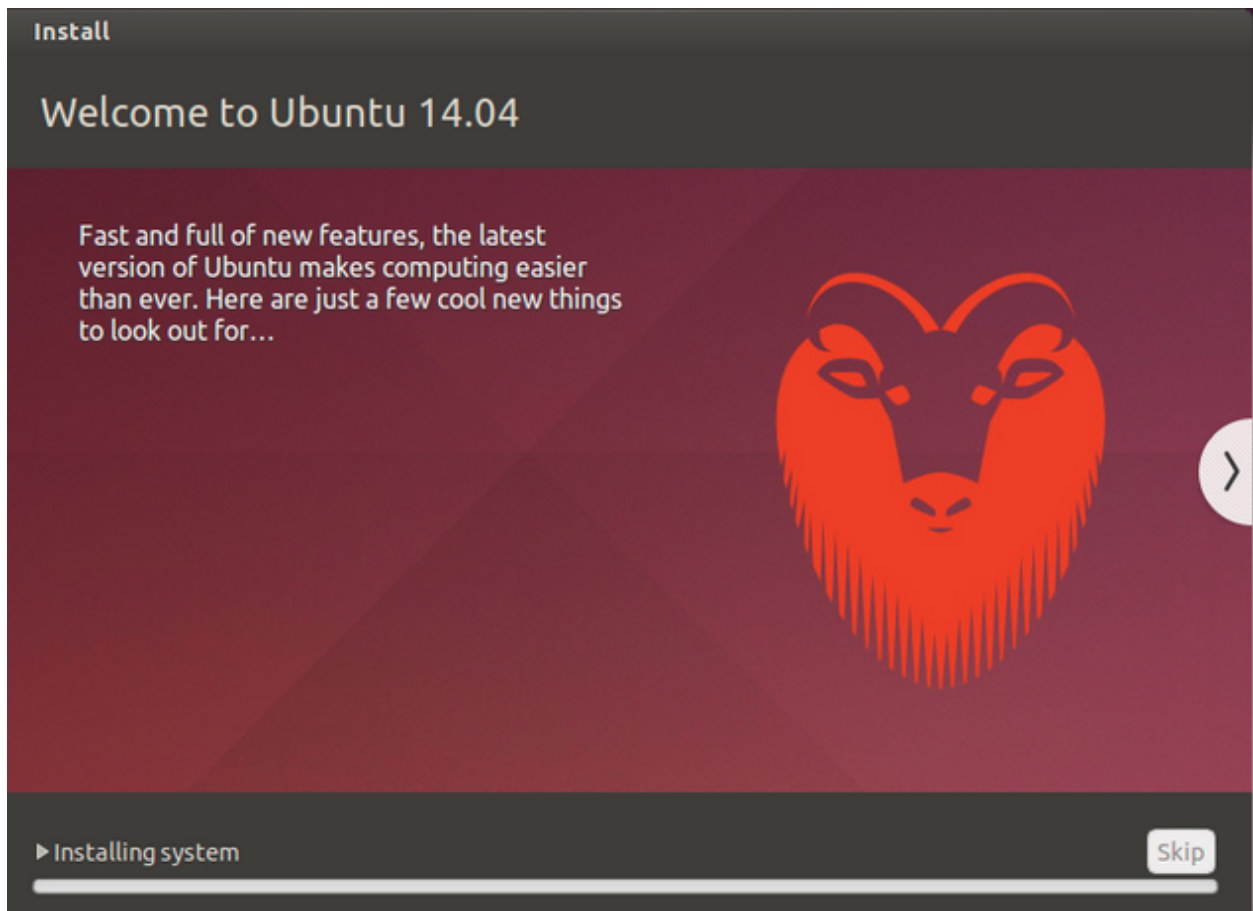 Install
Welcome to Ubuntu 14.04
Fast and full of new features, the latest
version of Ubuntu makes computing easier
than ever. Here are just a few cool new things
to look out for…
Installing system
Skip